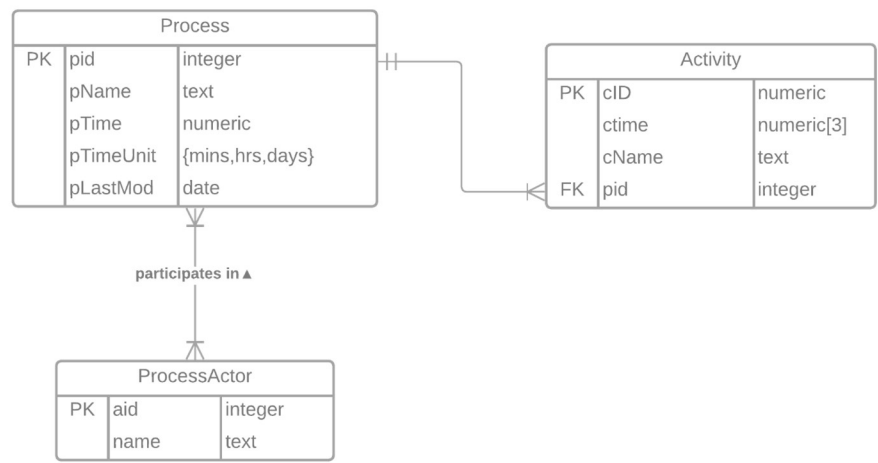 Process
PK pid integer
pName text
pTime numeric
pTimeUnit {mins,hrs,days}
pLastMod date
Activity
PK cID numeric
ctime numeric[3]
cName text
FK pid integer
participates in▲
ProcessActor
PK aid integer
name text